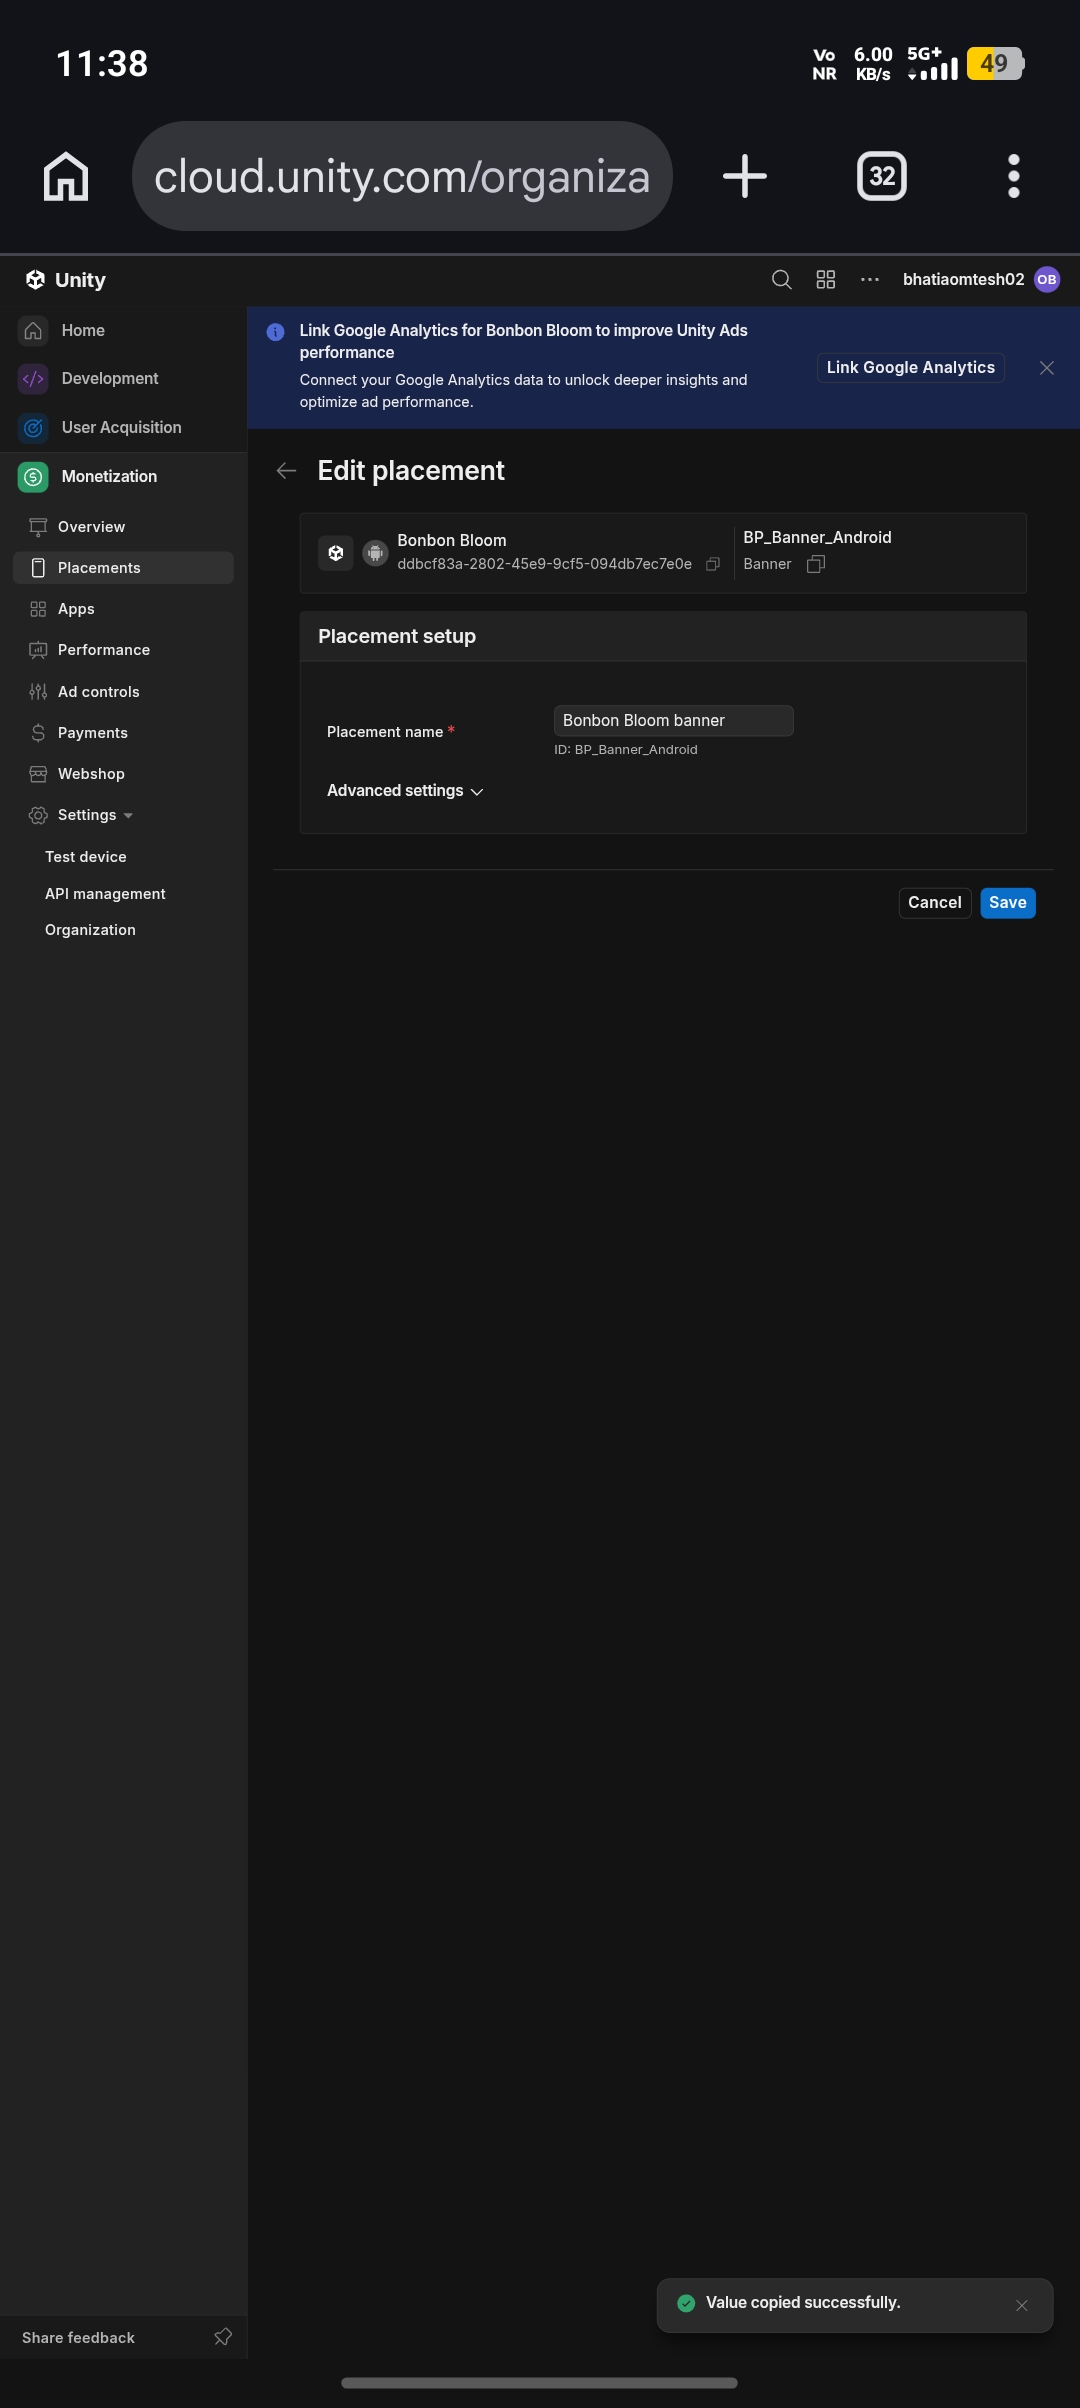 11:38
Vo NR
6.00 KB/s
5G+
49
cloud.unity.com/organiza
32
Unity
bhatiaomtesh02
OB
Home
Development
User Acquisition
Monetization
Overview
Placements
Apps
Performance
Ad controls
Payments
Webshop
Settings
Test device
API management
Organization
Link Google Analytics for Bonbon Bloom to improve Unity Ads
performance
Connect your Google Analytics data to unlock deeper insights and
optimize ad performance.
Link Google Analytics
Edit placement
Bonbon Bloom
ddbcf83a-2802-45e9-9cf5-094db7ec7e0e
BP_Banner_Android
Banner
Placement setup
Placement name *
Bonbon Bloom banner
ID: BP_Banner_Android
Advanced settings
Cancel
Save
Value copied successfully.
Share feedback